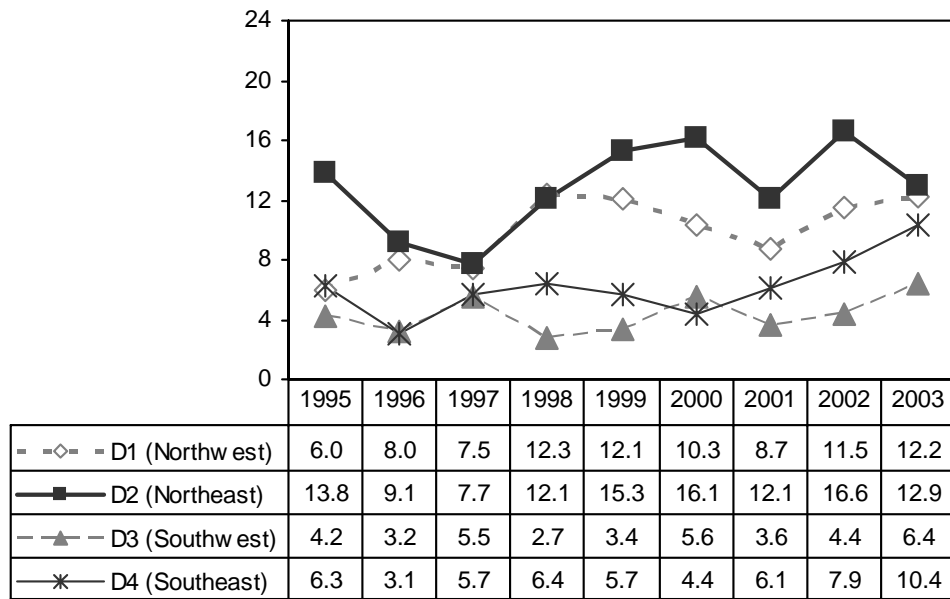 24
20
16
12
8
4
0
1995 1996 1997 1998 1999 2000 2001 2002 2003
D1 (Northw est) 6.0 8.0 7.5 12.3 12.1 10.3 8.7 11.5 12.2
D2 (Northeast) 13.8 9.1 7.7 12.1 15.3 16.1 12.1 16.6 12.9
D3 (Southw est) 4.2 3.2 5.5 2.7 3.4 5.6 3.6 4.4 6.4
D4 (Southeast) 6.3 3.1 5.7 6.4 5.7 4.4 6.1 7.9 10.4